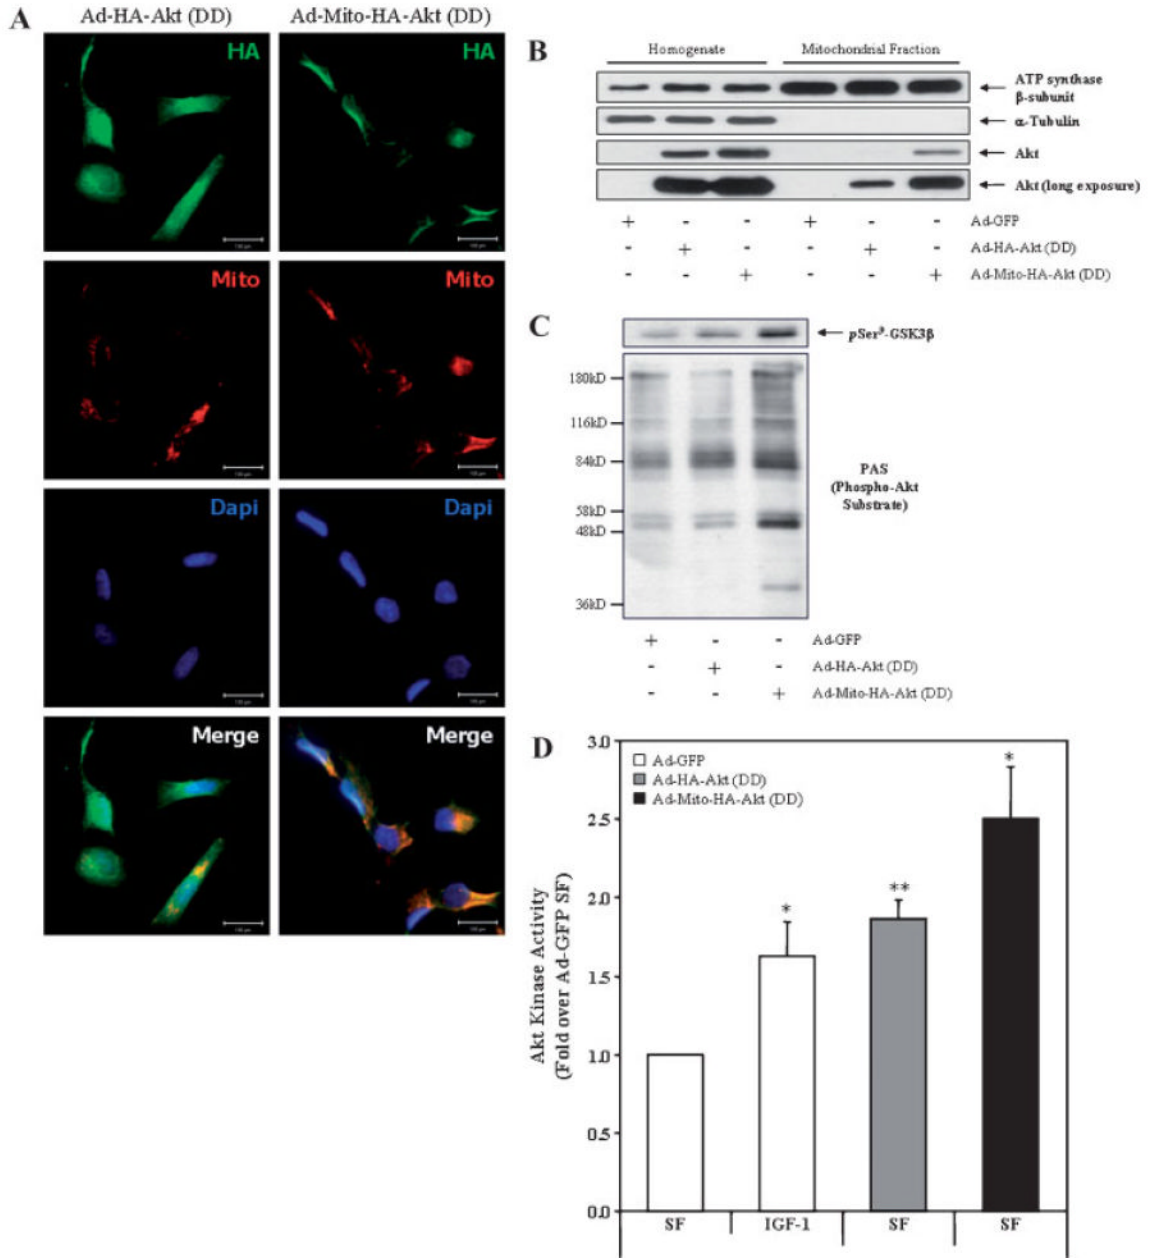 A
Ad-HA-Akt (DD)
Ad-Mito-HA-Akt (DD)
HA
HA
Mito
Mito
Dapi
Dapi
Merge
Merge
B
Homogenate
Mitochondrial Fraction
ATP synthase
β-subunit
α-Tubulin
Akt
Akt (long exposure)
+ - - + - - Ad-GFP
- + - - + - Ad-HA-Akt (DD)
- - + - - + Ad-Mito-HA-Akt (DD)
C
pSer⁹-GSK3β
180kD
116kD
84kD
58kD
48kD
36kD
PAS
(Phospho-Akt
Substrate)
+ - - Ad-GFP
- + - Ad-HA-Akt (DD)
- - + Ad-Mito-HA-Akt (DD)
D
Akt Kinase Activity
(Fold over Ad-GFP SF)
3.0
2.5
2.0
1.5
1.0
0.5
0.0
Ad-GFP
Ad-HA-Akt (DD)
Ad-Mito-HA-Akt (DD)
*
**
*
SF
IGF-1
SF
SF